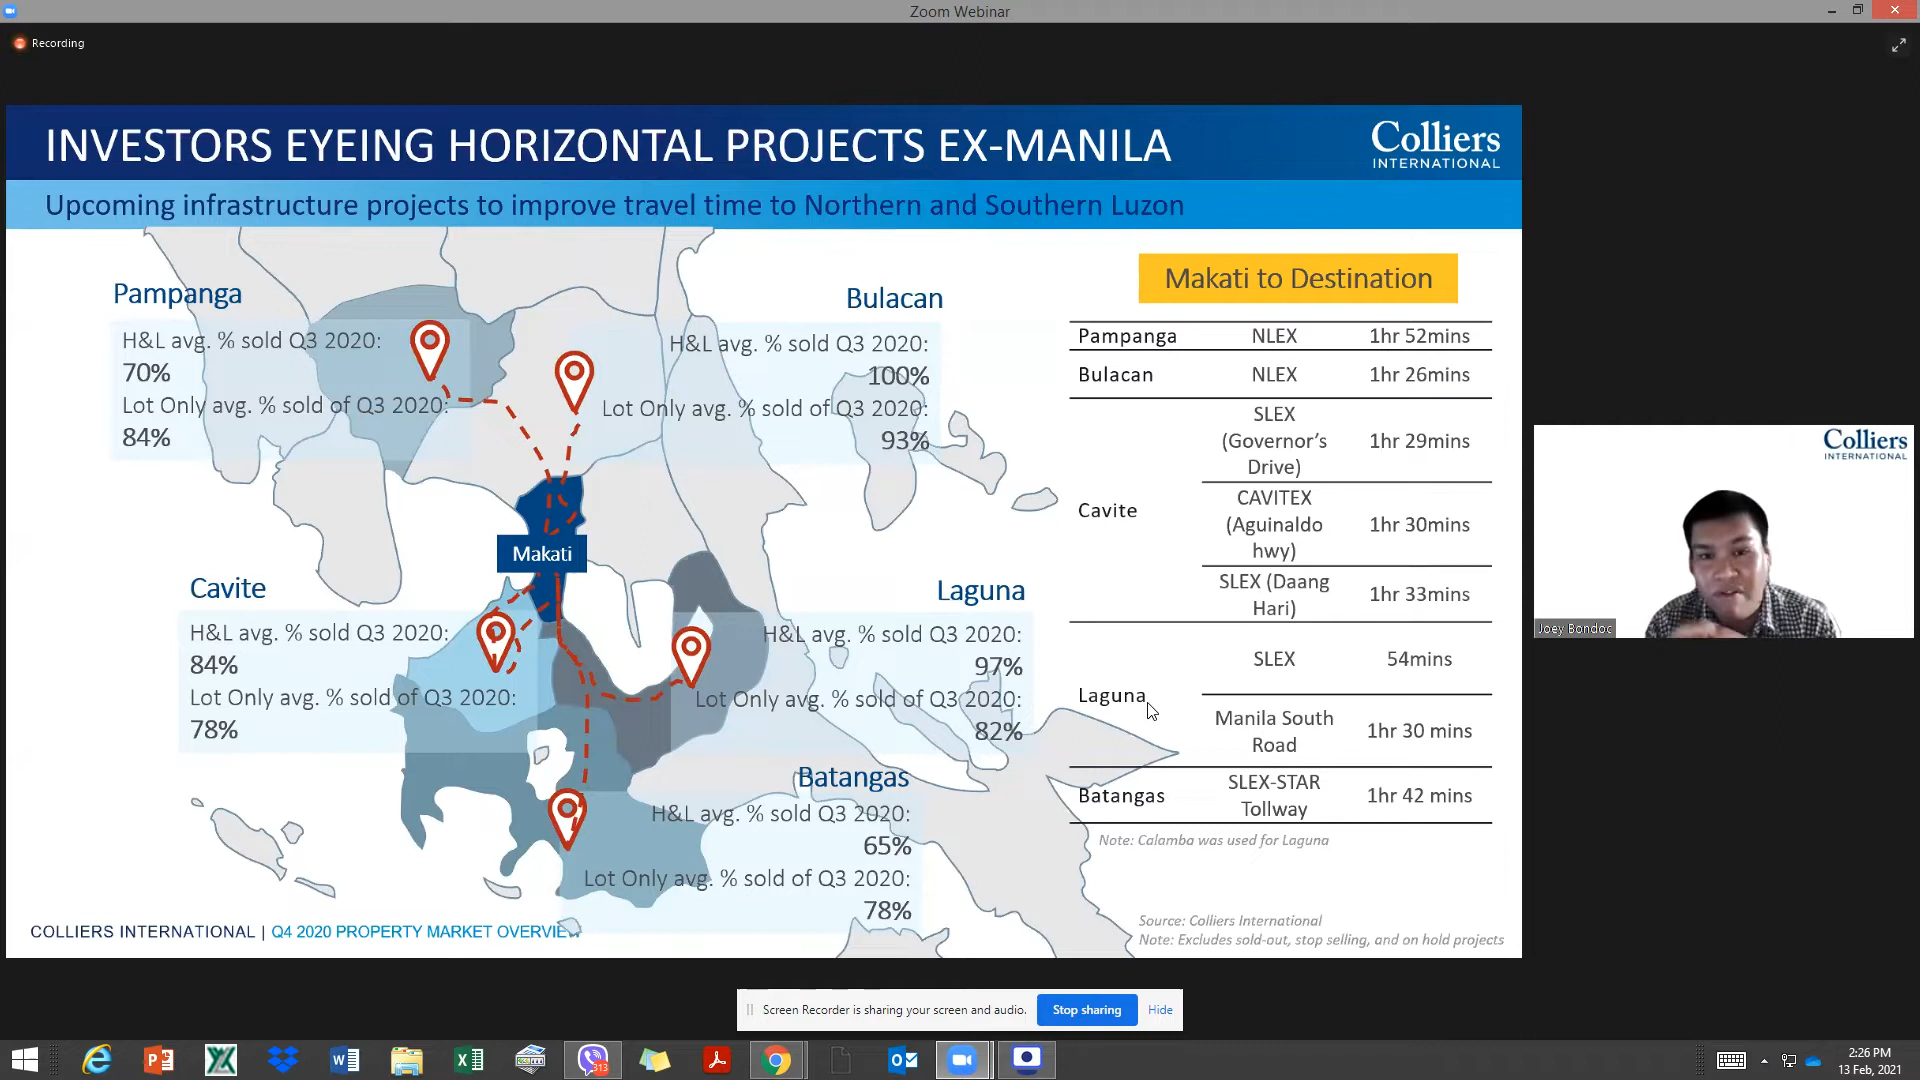 Zoom Webinar
Recording
INVESTORS EYEING HORIZONTAL PROJECTS EX-MANILA
Colliers
INTERNATIONAL
Upcoming infrastructure projects to improve travel time to Northern and Southern Luzon
Pampanga
H&L avg. % sold Q3 2020:
70%
Lot Only avg. % sold of Q3 2020:
84%
Bulacan
H&L avg. % sold Q3 2020:
100%
Lot Only avg. % sold of Q3 2020:
93%
Makati
Cavite
H&L avg. % sold Q3 2020:
84%
Lot Only avg. % sold of Q3 2020:
78%
Laguna
H&L avg. % sold Q3 2020:
97%
Lot Only avg. % sold of Q3 2020:
82%
Batangas
H&L avg. % sold Q3 2020:
65%
Lot Only avg. % sold of Q3 2020:
78%
Makati to Destination
Pampanga NLEX 1hr 52mins
Bulacan NLEX 1hr 26mins
Cavite
SLEX
(Governor's
Drive)
1hr 29mins
CAVITEX
(Aguinaldo
hwy)
1hr 30mins
SLEX (Daang
Hari)
1hr 33mins
Laguna
SLEX 54mins
Manila South
Road
1hr 30 mins
Batangas
SLEX-STAR
Tollway
1hr 42 mins
Note: Calamba was used for Laguna
Source: Colliers International
Note: Excludes sold-out, stop selling, and on hold projects
COLLIERS INTERNATIONAL | Q4 2020 PROPERTY MARKET OVERVIEW
Colliers
INTERNATIONAL
Joey Bondoc
Screen Recorder is sharing your screen and audio.
Stop sharing
Hide
313
2:26 PM
13 Feb, 2021